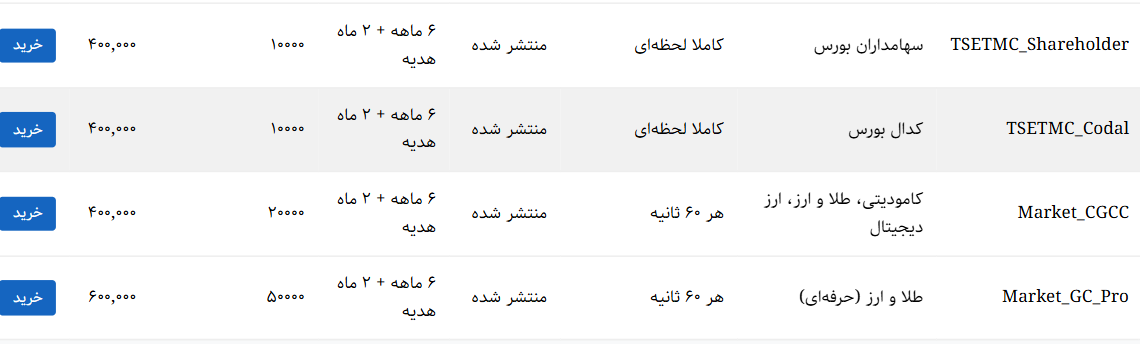 TSETMC_Shareholder سهامداران بورس کاملا لحظه‌ای منتشر شده ۶ ماهه + ۲ ماه هدیه ۱۰۰۰۰ ۴۰۰,۰۰۰ خرید
TSETMC_Codal کدال بورس کاملا لحظه‌ای منتشر شده ۶ ماهه + ۲ ماه هدیه ۱۰۰۰۰ ۴۰۰,۰۰۰ خرید
Market_CGCC کامودیتی، طلا و ارز، ارز دیجیتال هر ۶۰ ثانیه منتشر شده ۶ ماهه + ۲ ماه هدیه ۲۰۰۰۰ ۴۰۰,۰۰۰ خرید
Market_GC_Pro طلا و ارز (حرفه‌ای) هر ۶۰ ثانیه منتشر شده ۶ ماهه + ۲ ماه هدیه ۵۰۰۰۰ ۶۰۰,۰۰۰ خرید